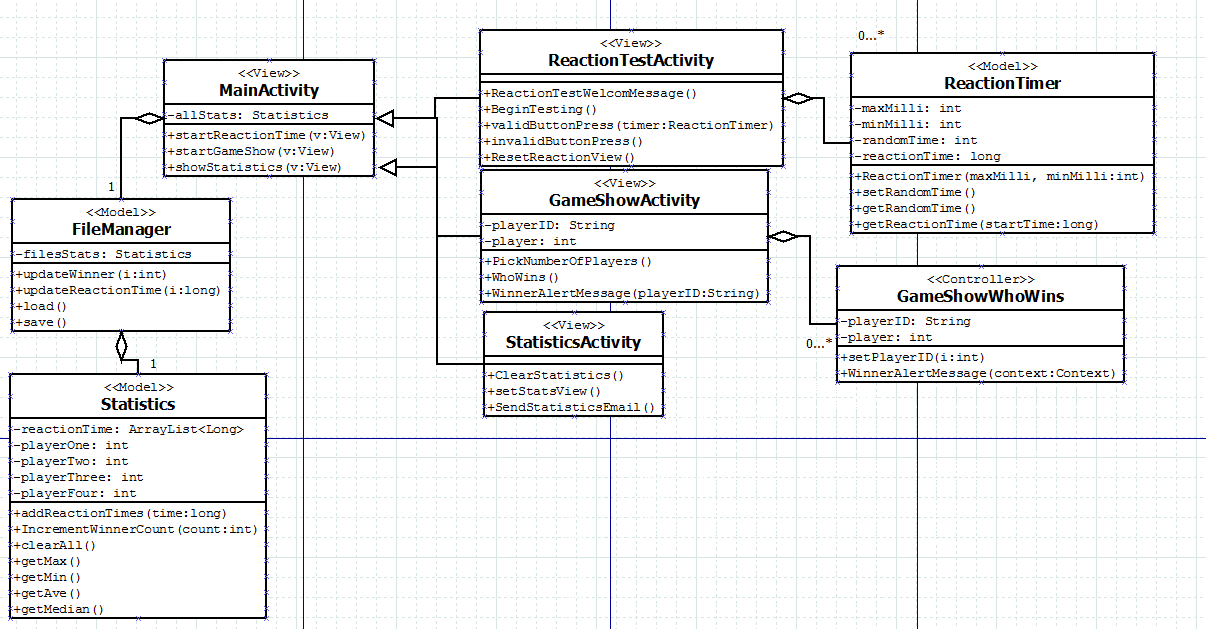 <<View>>
MainActivity
-allStats: Statistics
+startReactionTime(v:View)
+startGameShow(v:View)
+showStatistics(v:View)
1
<<Model>>
FileManager
-filesStats: Statistics
+updateWinner(i:int)
+updateReactionTime(i:long)
+load()
+save()
1
<<Model>>
Statistics
-reactionTime: ArrayList<Long>
-playerOne: int
-playerTwo: int
-playerThree: int
-playerFour: int
+addReactionTimes(time:long)
+IncrementWinnerCount(count:int)
+clearAll()
+getMax()
+getMin()
+getAve()
+getMedian()
<<View>>
ReactionTestActivity
+ReactionTestWelcomMessage()
+BeginTesting()
+validButtonPress(timer:ReactionTimer)
+invalidButtonPress()
+ResetReactionView()
<<View>>
GameShowActivity
-playerID: String
-player: int
+PickNumberOfPlayers()
+WhoWins()
+WinnerAlertMessage(playerID:String)
<<View>>
StatisticsActivity
+ClearStatistics()
+setStatsView()
+SendStatisticsEmail()
0...*
<<Model>>
ReactionTimer
-maxMilli: int
-minMilli: int
-randomTime: int
-reactionTime: long
+ReactionTimer(maxMilli, minMilli:int)
+setRandomTime()
+getRandomTime()
+getReactionTime(startTime:long)
0...*
<<Controller>>
GameShowWhoWins
-playerID: String
-player: int
+setPlayerID(i:int)
+WinnerAlertMessage(context:Context)